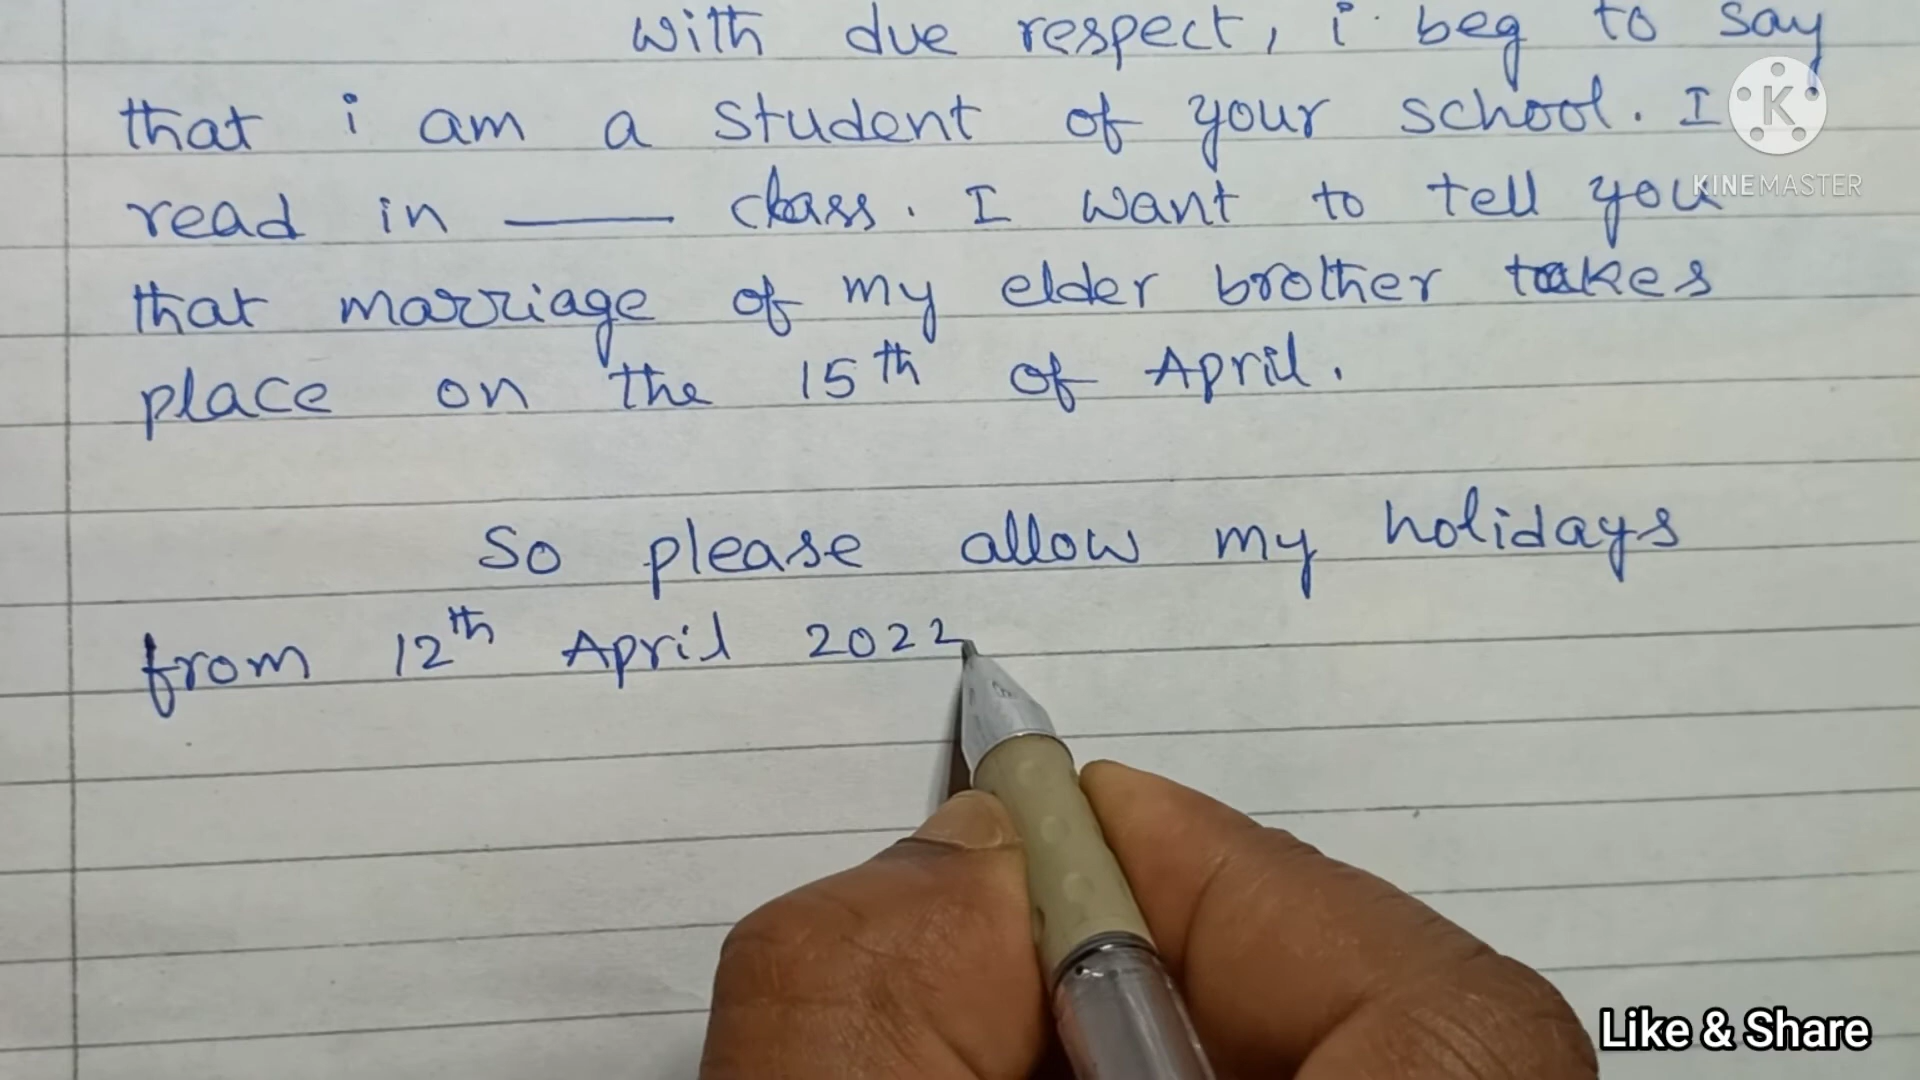 with due respect, i beg to say
that i am a student of your school. I
read in ______ class. I want to tell you
that marriage of my elder brother takes
place on the 15th of April.
So please allow my holidays
from 12th April 2022
K
KINEMASTER
Like & Share